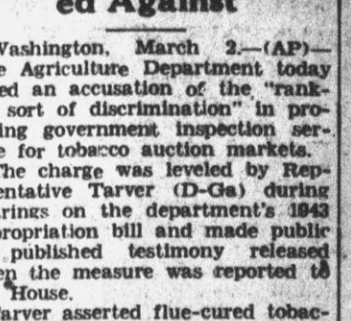 ed Against
Washington, March 2.—(AP)—
e Agriculture Department today
ed an accusation of the "rank-
sort of discrimination" in pro-
ing government inspection ser-
e for tobacco auction markets.
The charge was leveled by Rep-
entative Tarver (D-Ga) during
rings on the department's 1943
propriation bill and made public
published testimony released
en the measure was reported to
House.
Tarver asserted flue-cured tobac-